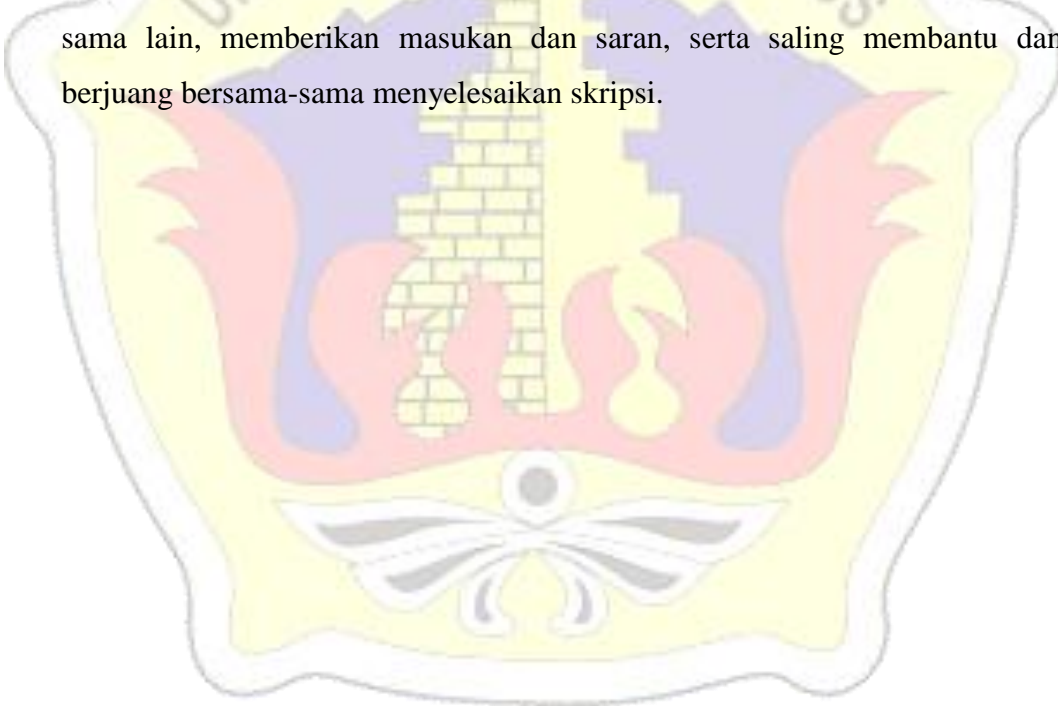 sama lain, memberikan masukan dan saran, serta saling membantu dan
berjuang bersama-sama menyelesaikan skripsi.